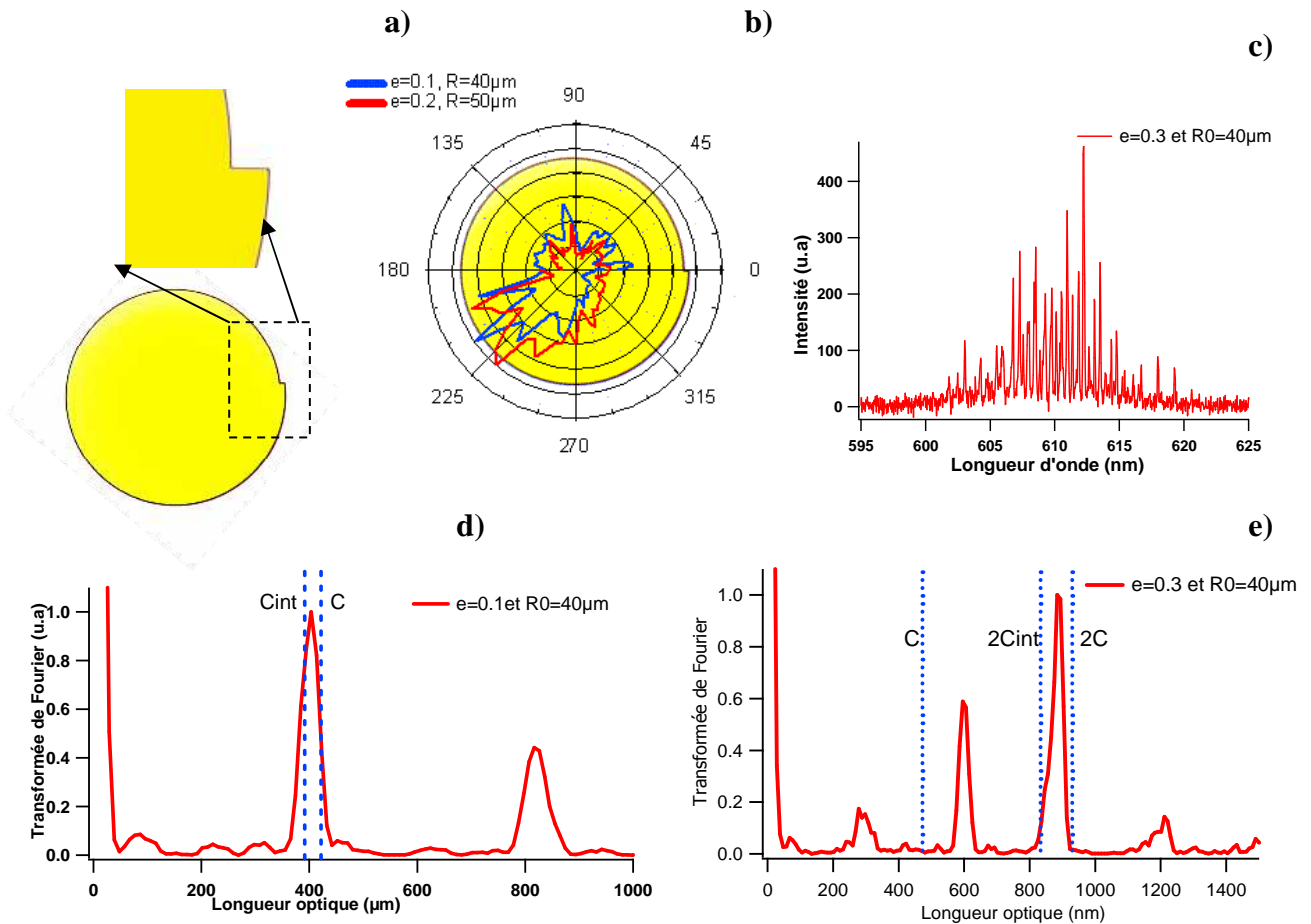 a)
b)
c)
e=0.1, R=40µm
e=0.2, R=50µm
90
135
45
180
0
225
315
270
e=0.3 et R0=40µm
Intensité (u.a)
400
300
200
100
0
595
600
605
610
615
620
625
Longueur d'onde (nm)
d)
Cint
C
e=0.1et R0=40µm
Transformée de Fourier (u.a)
1.0
0.8
0.6
0.4
0.2
0.0
0
200
400
600
800
1000
Longueur optique (µm)
e)
e=0.3 et R0=40µm
C
2Cint
2C
Transformée de Fourier
1.0
0.8
0.6
0.4
0.2
0.0
0
200
400
600
800
1000
1200
1400
Longueur optique (nm)